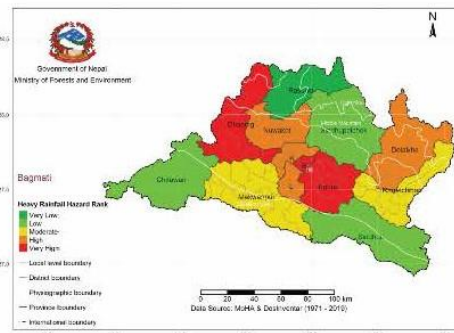 N
Government of Nepal
Ministry of Forests and Environment
Rasuwa
Dhading
Nuwakot
Sindhupalchok
Dolakha
Bagmati
Chitawan
Makwanpur
Ramechhap
Sindhuli
Heavy Rainfall Hazard Rank
Very Low
Low
Moderate
High
Very High
Local level boundary
District boundary
Physiographic boundary
Province boundary
International boundary
0 20 40 60 80 100 km
Data Source: MoHA & DesInventar (1971 - 2019)